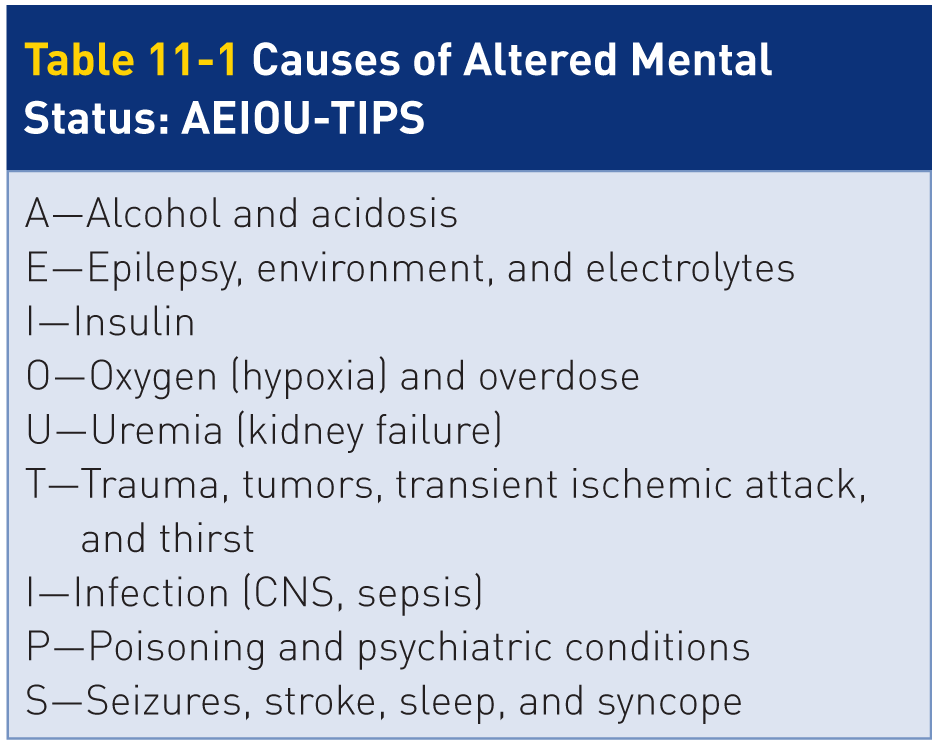 Table 11-1 Causes of Altered Mental
Status: AEIOU-TIPS
A—Alcohol and acidosis
E—Epilepsy, environment, and electrolytes
I—Insulin
O—Oxygen (hypoxia) and overdose
U—Uremia (kidney failure)
T—Trauma, tumors, transient ischemic attack,
and thirst
I—Infection (CNS, sepsis)
P—Poisoning and psychiatric conditions
S—Seizures, stroke, sleep, and syncope